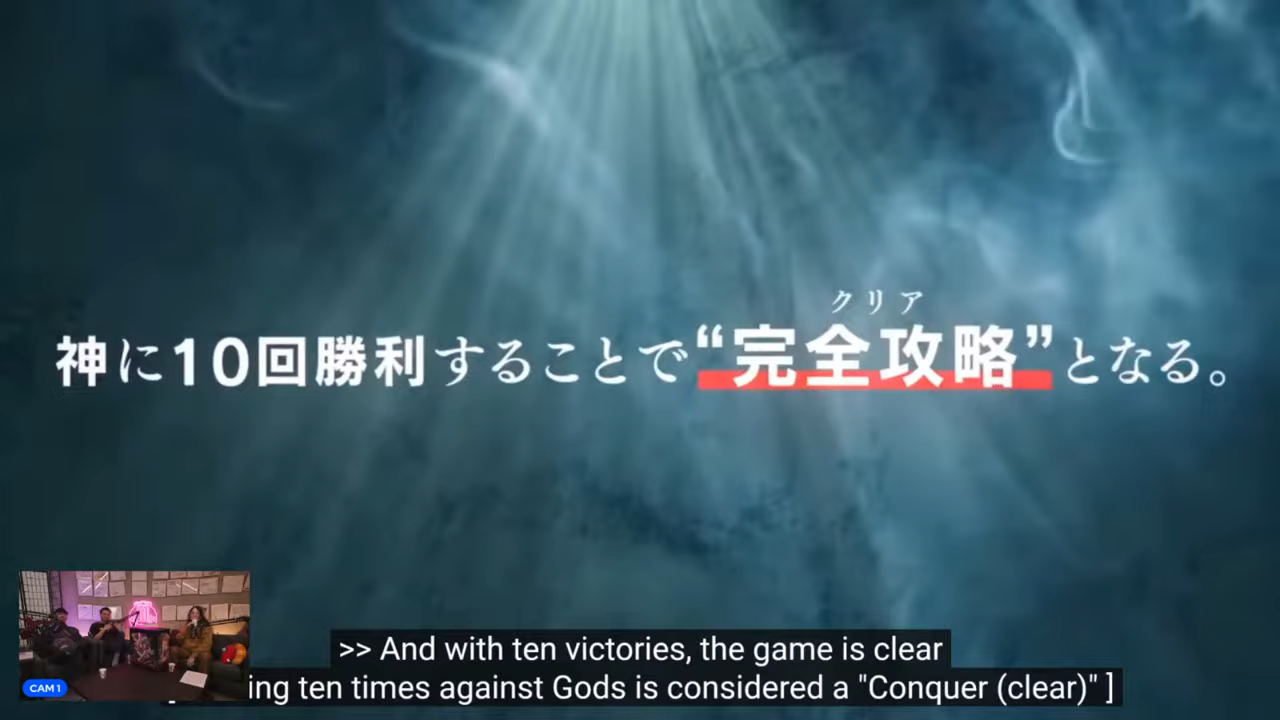 クリア
神に10回勝利することで“完全攻略”となる。
>> And with ten victories, the game is clear
ing ten times against Gods is considered a "Conquer (clear)" ]
CAM 1